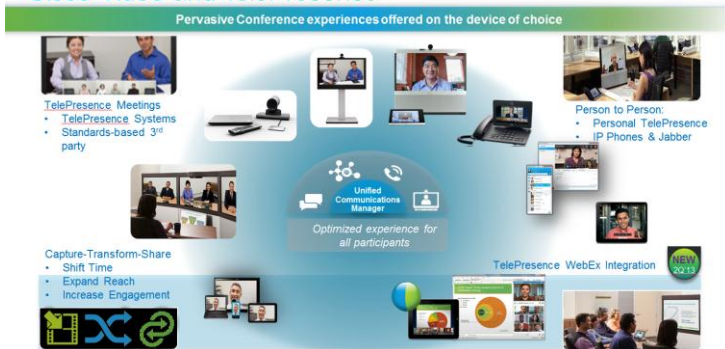 Pervasive Conference experiences offered on the device of choice
TelePresence Meetings
• TelePresence Systems
• Standards-based 3rd
party
Person to Person:
• Personal TelePresence
• IP Phones & Jabber
Unified
Communications
Manager
Optimized experience for
all participants
Capture-Transform-Share
• Shift Time
• Expand Reach
• Increase Engagement
TelePresence WebEx Integration
NEW
2Q'13